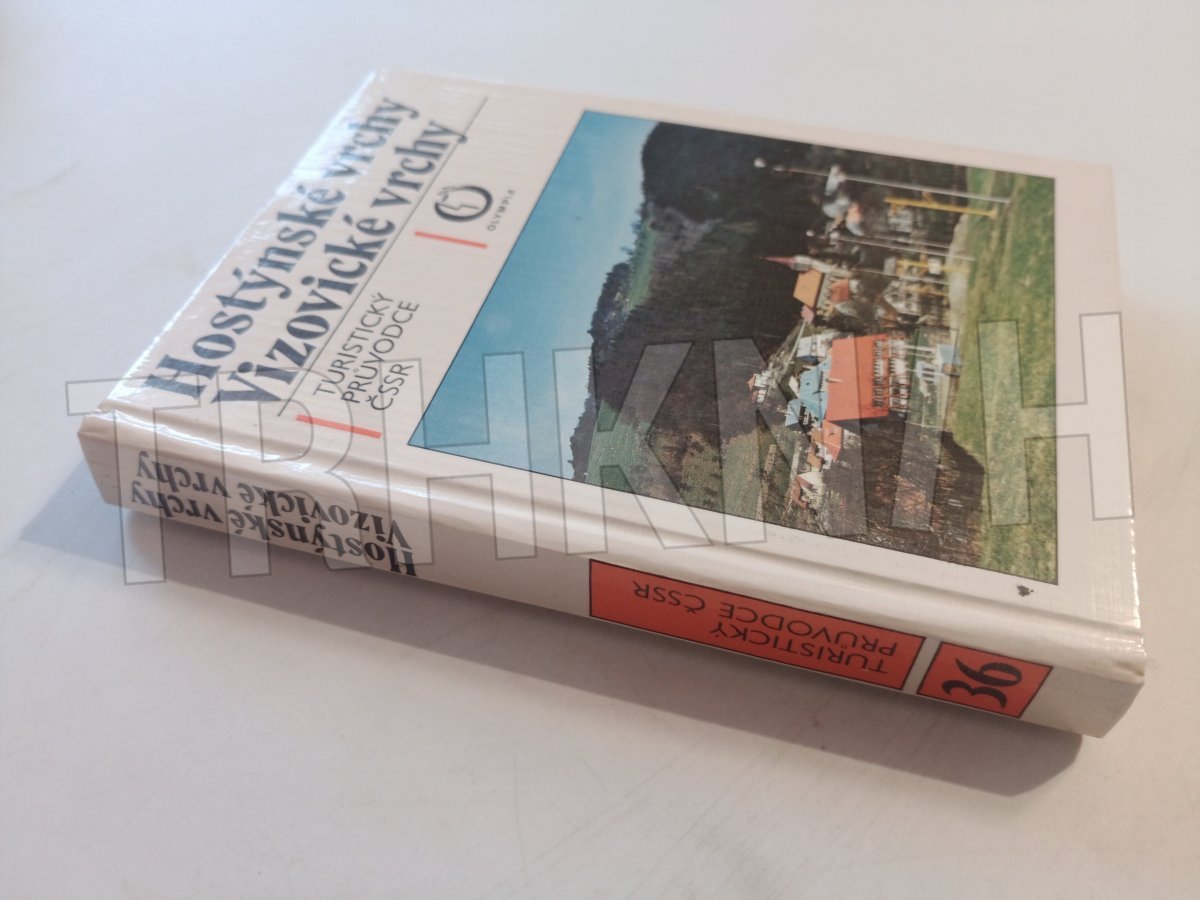 Hostýnské vrchy
Vizovické vrchy
TURISTICKÝ
PRŮVODCE
ČSSR
OLYMPIA
Hostýnské vrchy
Vizovické vrchy
TURISTICKÝ
PRŮVODCE ČSSR
36
TRHKNIH